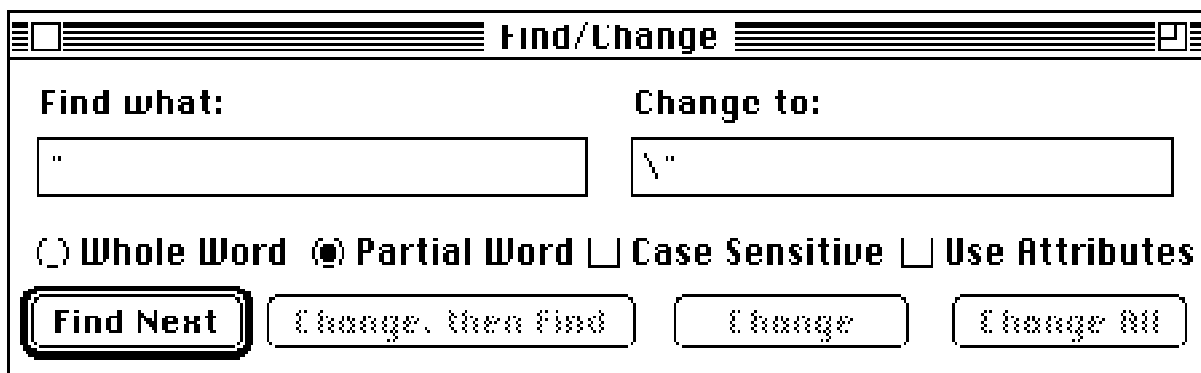 Find/Change
Find what: Change to:
" \"
Whole Word Partial Word Case Sensitive Use Attributes
Find Next Change, then Find Change Change All